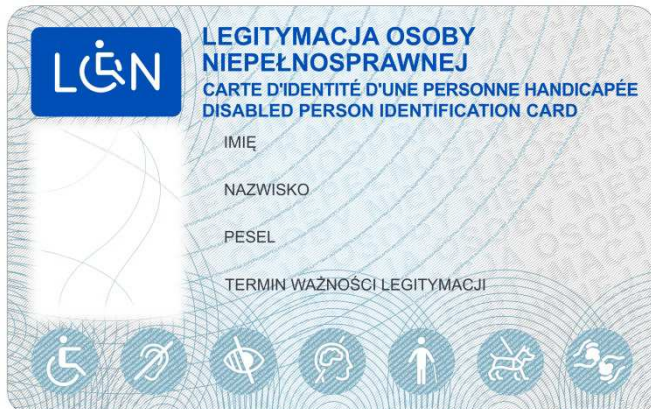 LEGITYMACJA OSOBY
NIEPEŁNOSPRAWNEJ
CARTE D'IDENTITÉ D'UNE PERSONNE HANDICAPÉE
DISABLED PERSON IDENTIFICATION CARD
IMIĘ
NAZWISKO
PESEL
TERMIN WAŻNOŚCI LEGITYMACJI